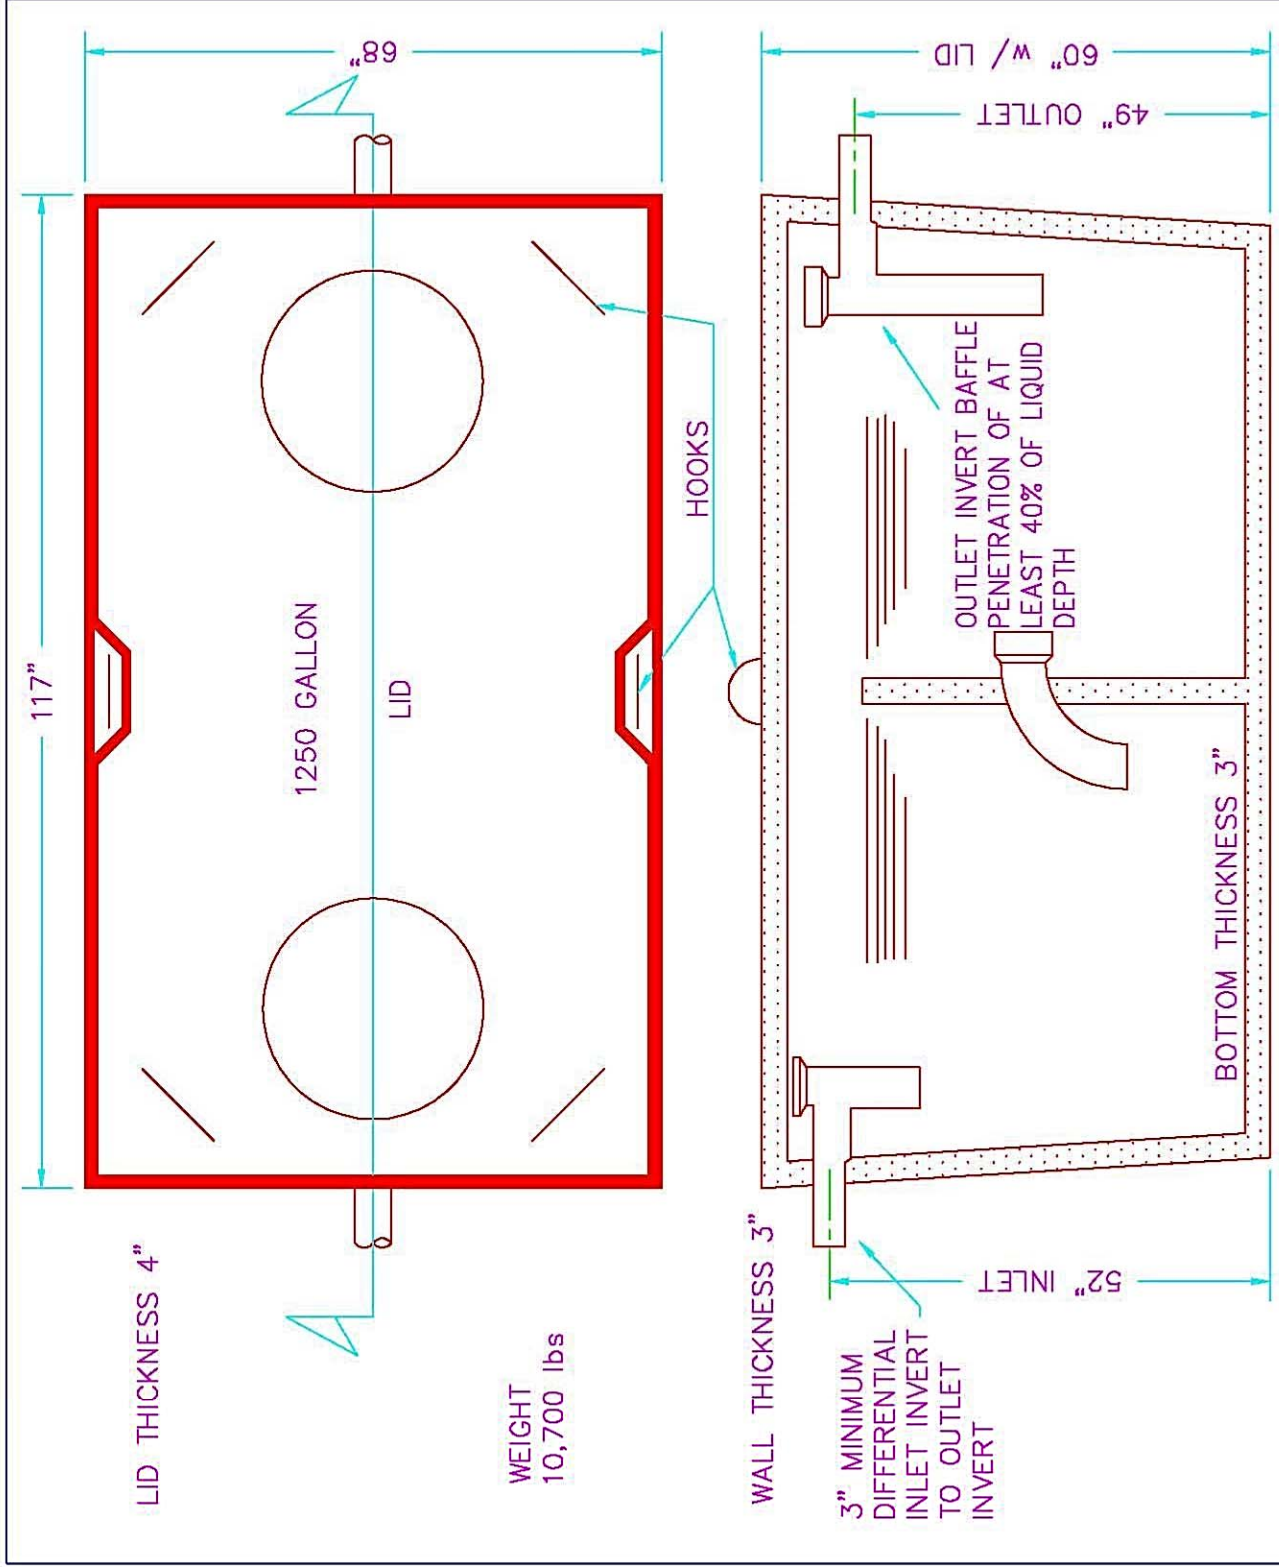 LID THICKNESS 4"
117"
68"
1250 GALLON
LID
WEIGHT
10,700 lbs
HOOKS
WALL THICKNESS 3"
60" w/ LID
49" OUTLET
3" MINIMUM
DIFFERENTIAL
INLET INVERT
TO OUTLET
INVERT
52" INLET
OUTLET INVERT BAFFLE
PENETRATION OF AT
LEAST 40% OF LIQUID
DEPTH
BOTTOM THICKNESS 3"